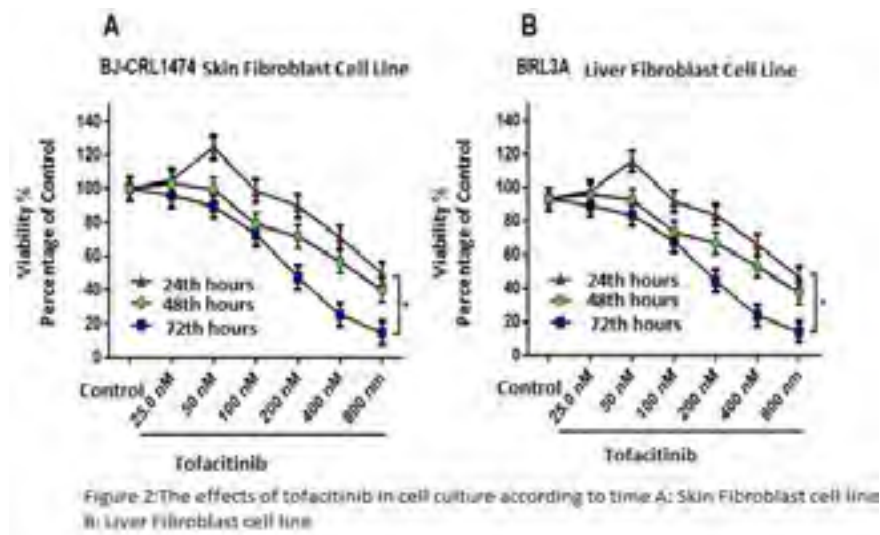 A
BJ-CRL1474 Skin Fibroblast Cell Line
Viability %
Percentage of Control
140
120
100
80
60
40
20
0
24th hours
48th hours
72th hours
*
Control
25.0 nM
50 nM
100 nM
200 nM
400 nM
800 nm
Tofacitinib
B
BRL3A Liver Fibroblast Cell Line
Viability %
Percentage of Control
140
120
100
80
60
40
20
0
24th hours
48th hours
72th hours
*
Control
25.0 nM
50 nM
100 nM
200 nM
400 nM
800 nm
Tofacitinib
Figure 2:The effects of tofacitinib in cell culture according to time A: Skin Fibroblast cell line
B: Liver Fibroblast cell line